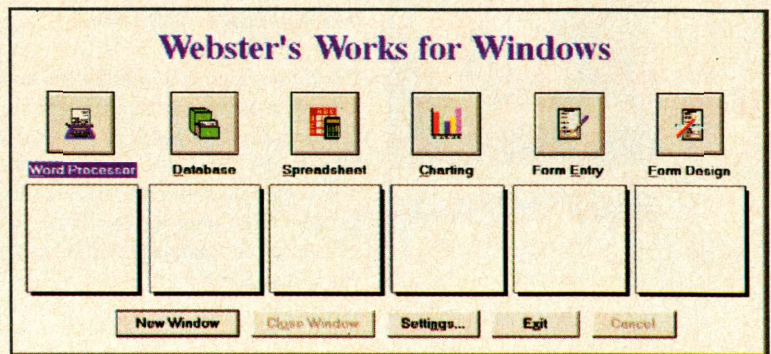 Webster's Works for Windows
Word Processor Database Spreadsheet Charting Form Entry Form Design
New Window Close Window Settings... Exit Cancel